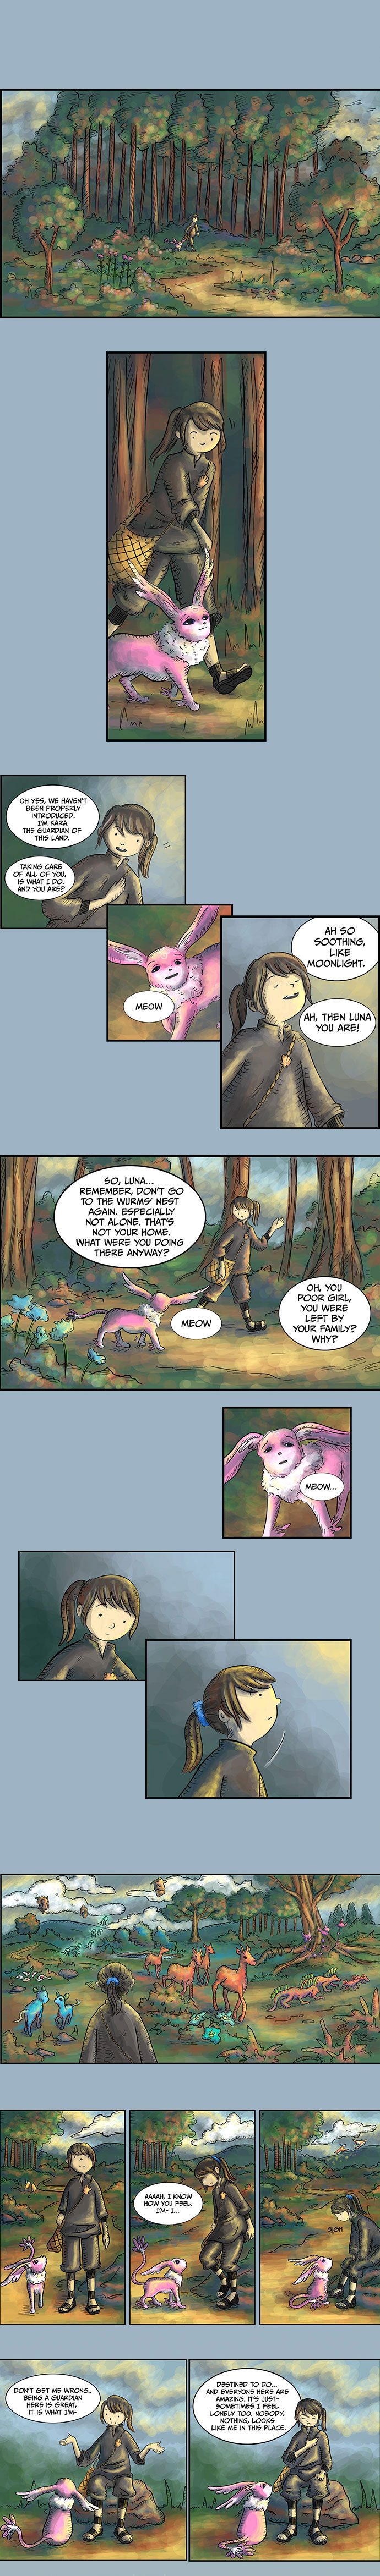 OH YES, WE HAVEN'T
BEEN PROPERLY
INTRODUCED.
I'M KARA.
THE GUARDIAN OF
THIS LAND.
TAKING CARE
OF ALL OF YOU,
IS WHAT I DO.
AND YOU ARE?
MEOW
AH SO
SOOTHING,
LIKE
MOONLIGHT.
AH, THEN LUNA
YOU ARE!
SO, LUNA...
REMEMBER, DON'T GO
TO THE WURMS' NEST
AGAIN. ESPECIALLY
NOT ALONE. THAT'S
NOT YOUR HOME.
WHAT WERE YOU DOING
THERE ANYWAY?
MEOW
OH, YOU
POOR GIRL,
YOU WERE
LEFT BY
YOUR FAMILY?
WHY?
MEOW...
AAAAH, I KNOW
HOW YOU FEEL.
I'M- I...
SIGH
DON'T GET ME WRONG..
BEING A GUARDIAN
HERE IS GREAT,
IT IS WHAT I'M-
DESTINED TO DO...
AND EVERYONE HERE ARE
AMAZING. IT'S JUST-
SOMETIMES I FEEL
LONELY TOO. NOBODY,
NOTHING, LOOKS
LIKE ME IN THIS PLACE.